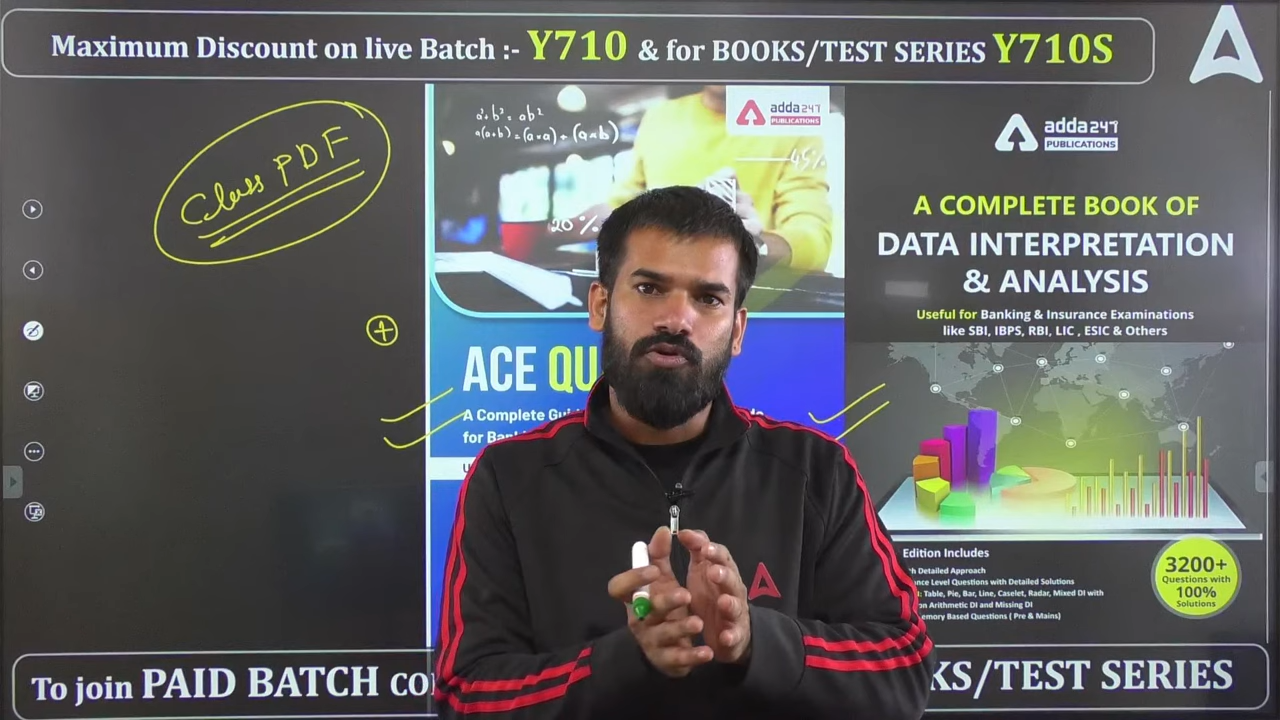 Maximum Discount on live Batch :- Y710 & for BOOKS/TEST SERIES Y710S
Class PDF
a(a+b) = (a×a) + (a×b)
45%
20%
adda247
PUBLICATIONS
ACE QU
A Complete Gui
for Ban
adda247
PUBLICATIONS
A COMPLETE BOOK OF
DATA INTERPRETATION
& ANALYSIS
Useful for Banking & Insurance Examinations
like SBI, IBPS, RBI, LIC , ESIC & Others
Edition Includes
Detailed Approach
Level Questions with Detailed Solutions
Table, Pie, Bar, Line, Caselet, Radar, Mixed DI with
on Arithmetic DI and Missing DI
Based Questions ( Pre & Mains)
3200+
Questions with
100%
Solutions
To join PAID BATCH CO
KS/TEST SERIES